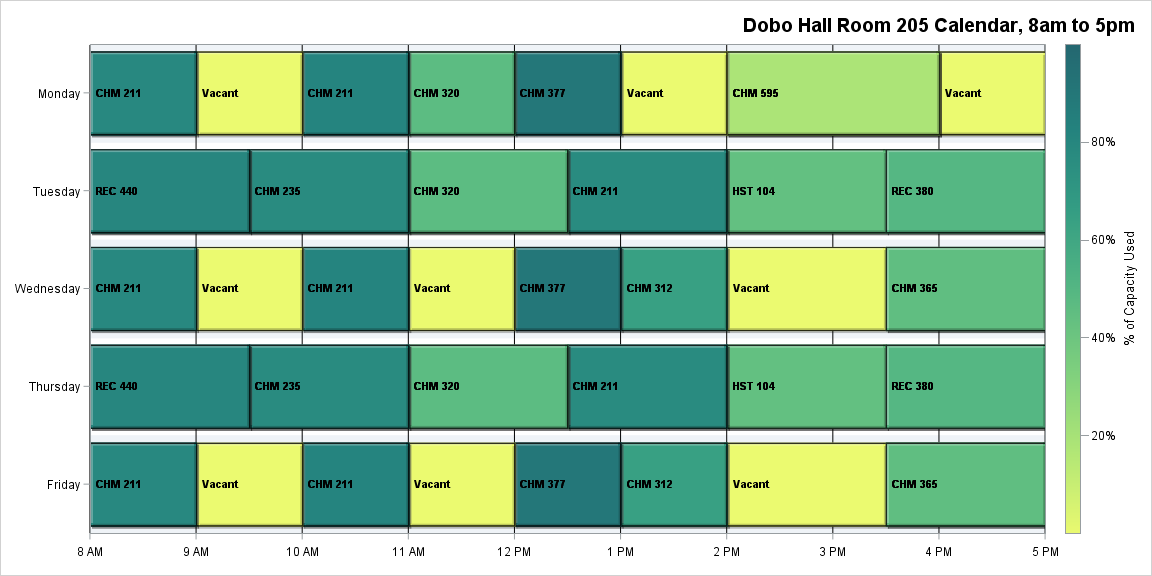 Dobo Hall Room 205 Calendar, 8am to 5pm
Monday CHM 211 Vacant CHM 211 CHM 320 CHM 377 Vacant CHM 595 Vacant
80%
Tuesday REC 440 CHM 235 CHM 320 CHM 211 HST 104 REC 380
60%
Wednesday CHM 211 Vacant CHM 211 Vacant CHM 377 CHM 312 Vacant CHM 365
% of Capacity Used
40%
Thursday REC 440 CHM 235 CHM 320 CHM 211 HST 104 REC 380
20%
Friday CHM 211 Vacant CHM 211 Vacant CHM 377 CHM 312 Vacant CHM 365
8 AM 9 AM 10 AM 11 AM 12 PM 1 PM 2 PM 3 PM 4 PM 5 PM